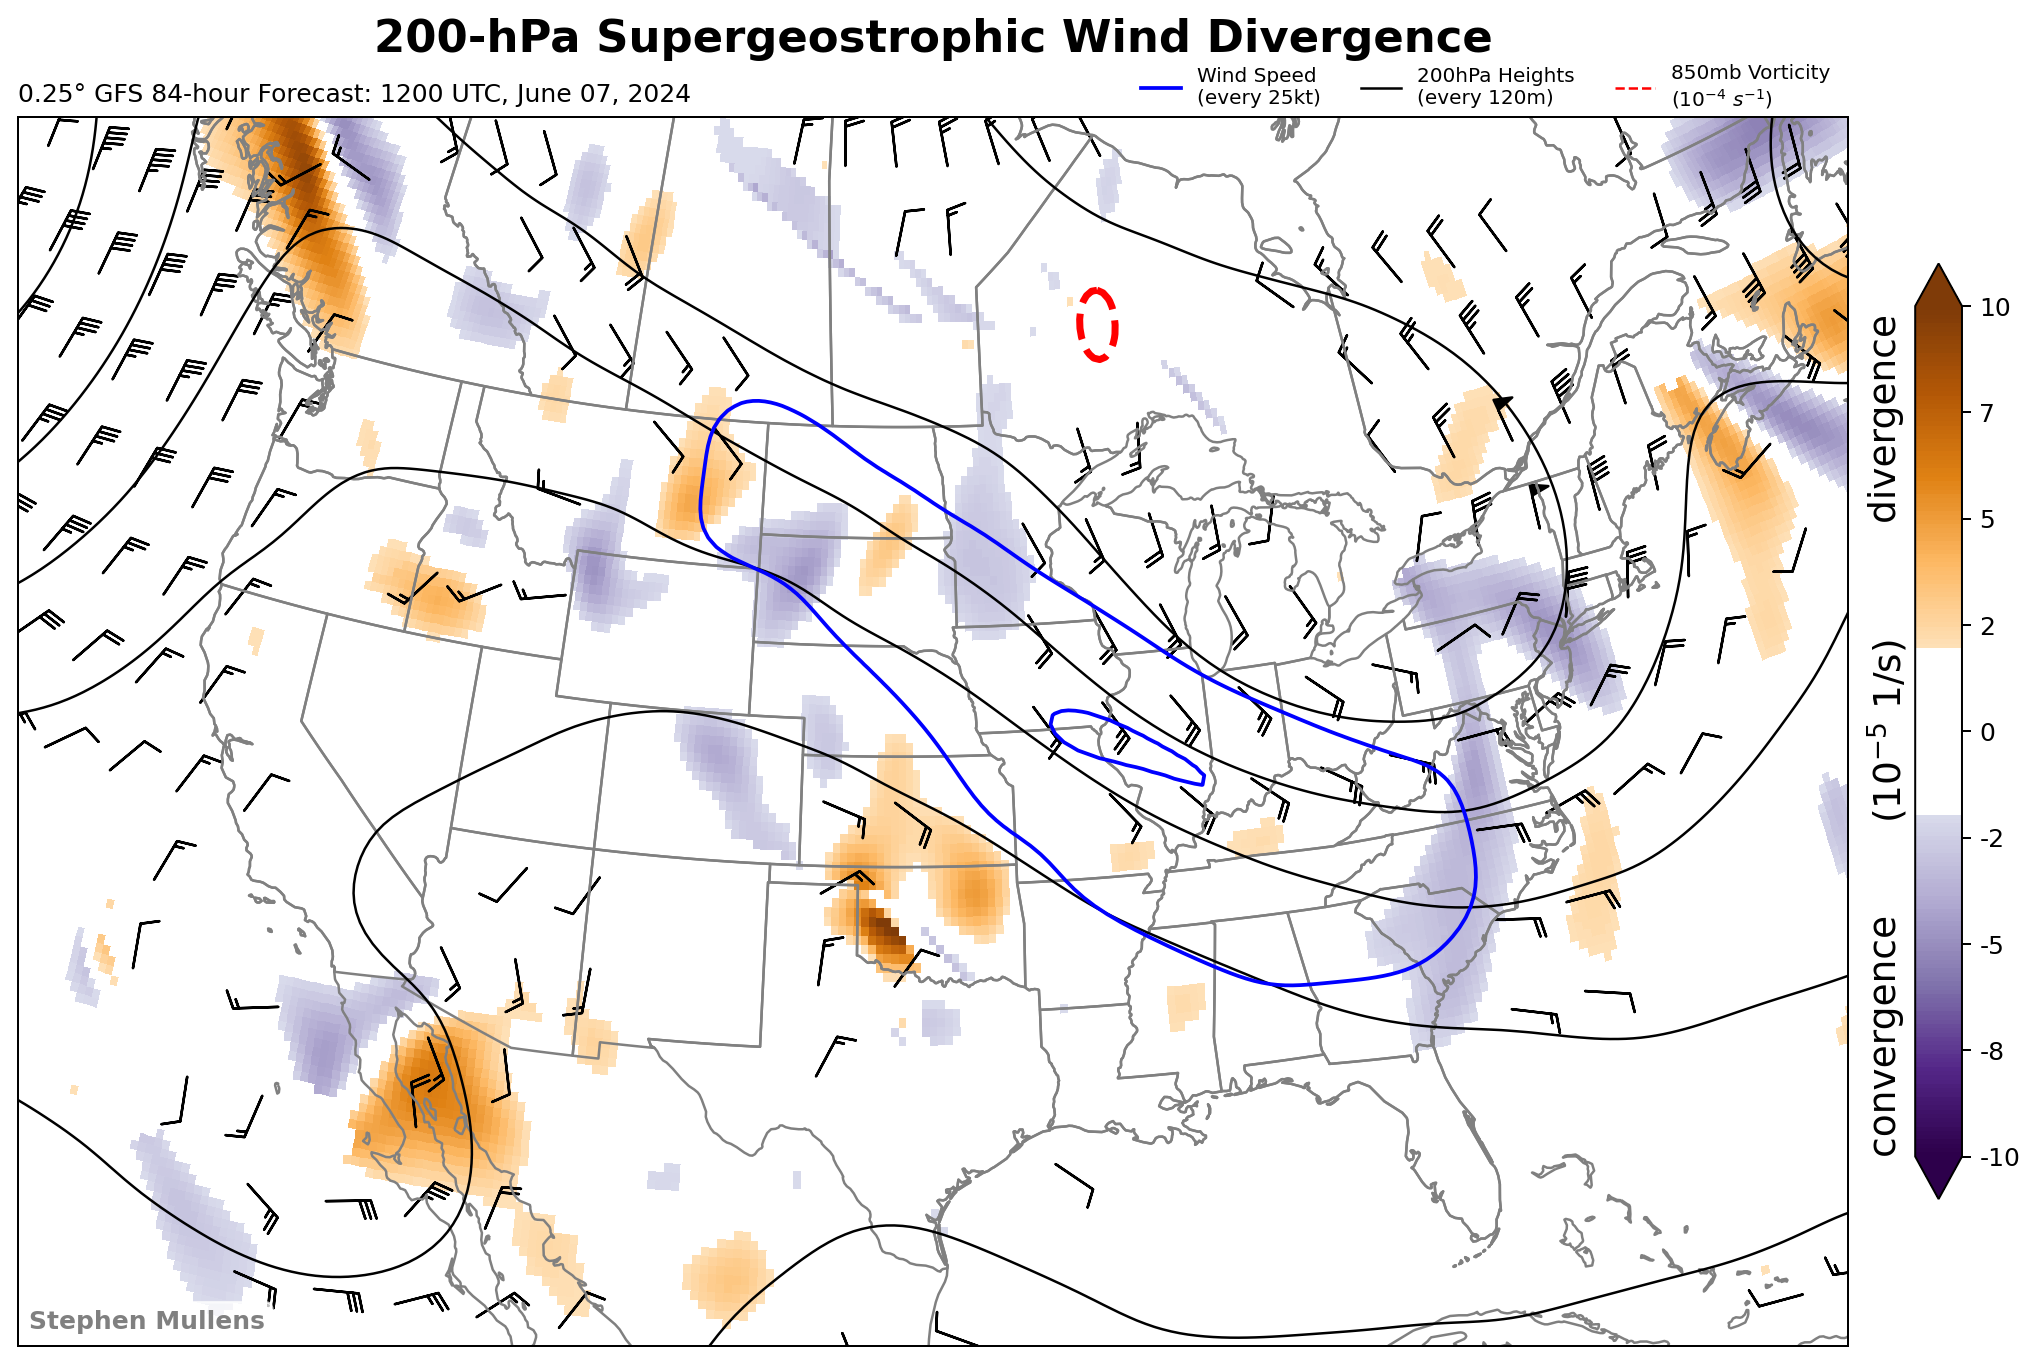 200-hPa Supergeostrophic Wind Divergence
0.25° GFS 84-hour Forecast: 1200 UTC, June 07, 2024
Wind Speed
(every 25kt)
200hPa Heights
(every 120m)
850mb Vorticity
(10⁻⁴ s⁻¹)
10
7
5
2
0
-2
-5
-8
-10
convergence (10⁻⁵ 1/s) divergence
Stephen Mullens